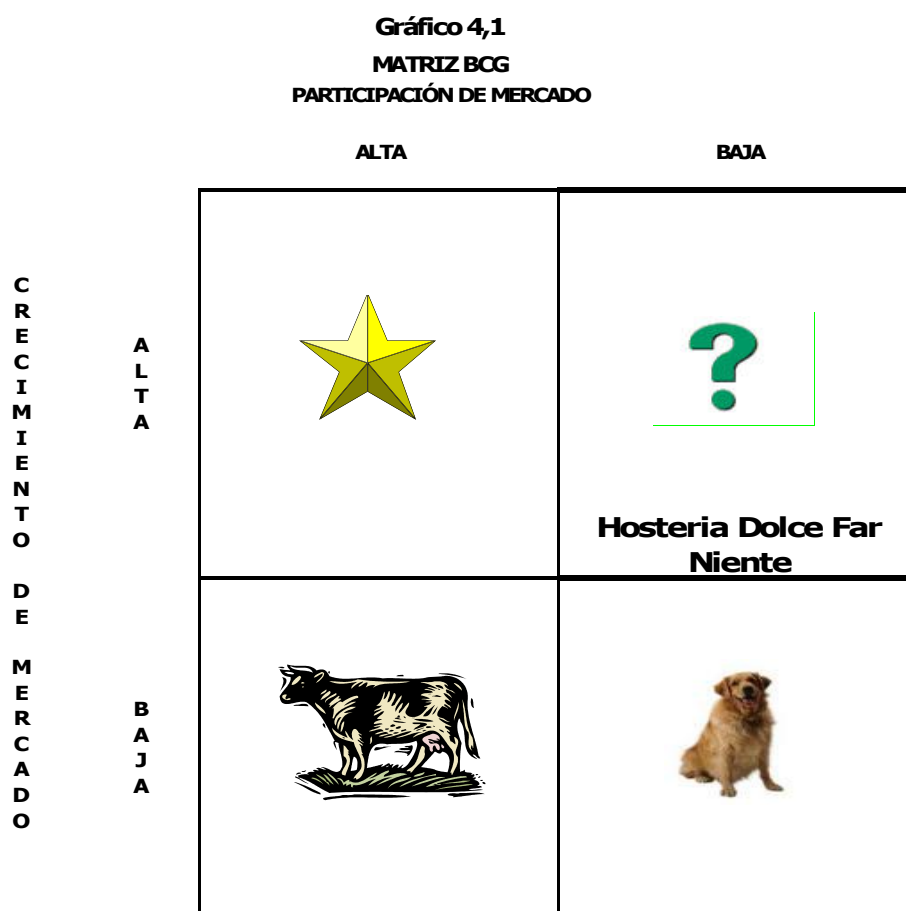 Gráfico 4,1
MATRIZ BCG
PARTICIPACIÓN DE MERCADO
ALTA BAJA
CRECIMIENTO DE MERCADO
ALTA
?
Hosteria Dolce Far
Niente
BAJA